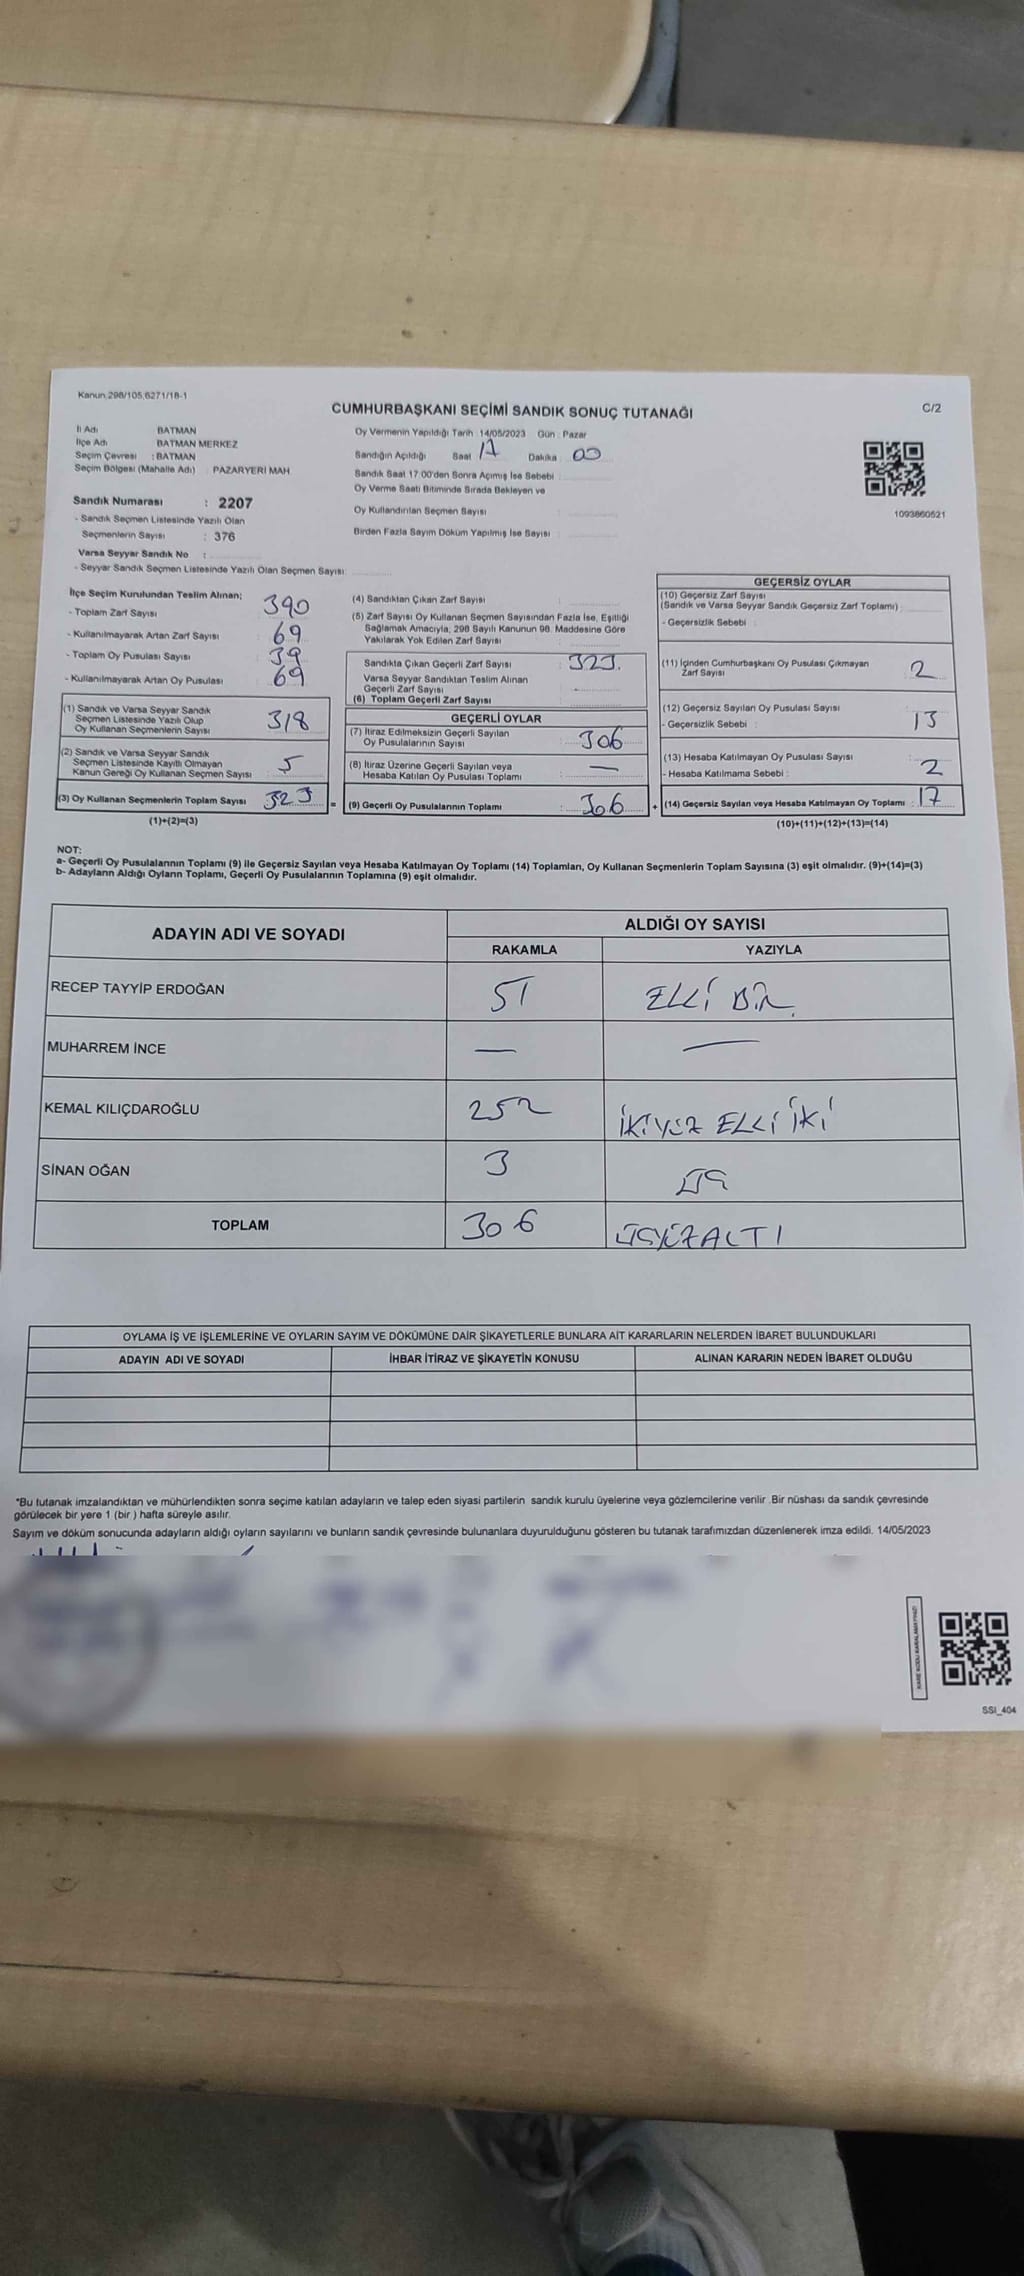 Kanun 298/105,6271/18-1
CUMHURBAŞKANI SEÇİMİ SANDIK SONUÇ TUTANAĞI
C/2
İl Adı BATMAN
İlçe Adı BATMAN MERKEZ
Seçim Çevresi : BATMAN
Seçim Bölgesi (Mahalle Adı) : PAZARYERİ MAH.
Oy Vermenin Yapıldığı Tarih : 14/05/2023 Gün : Pazar
Sandığın Açıldığı Saat 17 Dakika 00
Sandık Saat 17:00'den Sonra Açılmış İse Sebebi :
Oy Verme Saati Bitiminde Sırada Bekleyen ve
Oy Kullandırılan Seçmen Sayısı
Birden Fazla Sayım Döküm Yapılmış İse Sayısı :
1093860521
Sandık Numarası : 2207
- Sandık Seçmen Listesinde Yazılı Olan
Seçmenlerin Sayısı : 376
Varsa Seyyar Sandık No :
- Seyyar Sandık Seçmen Listesinde Yazılı Olan Seçmen Sayısı:
İlçe Seçim Kurulundan Teslim Alınan;
- Toplam Zarf Sayısı 390
- Kullanılmayarak Artan Zarf Sayısı 69
- Toplam Oy Pusulası Sayısı 39
- Kullanılmayarak Artan Oy Pusulası 69
(1) Sandık ve Varsa Seyyar Sandık
Seçmen Listesinde Yazılı Olup
Oy Kullanan Seçmenlerin Sayısı 318
(2) Sandık ve Varsa Seyyar Sandık
Seçmen Listesinde Kayıtlı Olmayan
Kanun Gereği Oy Kullanan Seçmen Sayısı 5
(3) Oy Kullanan Seçmenlerin Toplam Sayısı 323 =
(1)+(2)=(3)
(4) Sandıktan Çıkan Zarf Sayısı
(5) Zarf Sayısı Oy Kullanan Seçmen Sayısından Fazla İse, Eşitliği
Sağlamak Amacıyla, 298 Sayılı Kanunun 98. Maddesine Göre
Yakılarak Yok Edilen Zarf Sayısı
Sandıkta Çıkan Geçerli Zarf Sayısı 323.
Varsa Seyyar Sandıktan Teslim Alınan
Geçerli Zarf Sayısı
(6) Toplam Geçerli Zarf Sayısı
GEÇERLİ OYLAR
(7) İtiraz Edilmeksizin Geçerli Sayılan
Oy Pusulalarının Sayısı : 306
(8) İtiraz Üzerine Geçerli Sayılan veya
Hesaba Katılan Oy Pusulası Toplamı : —
(9) Geçerli Oy Pusulalarının Toplamı : 306 +
GEÇERSİZ OYLAR
(10) Geçersiz Zarf Sayısı
(Sandık ve Varsa Seyyar Sandık Geçersiz Zarf Toplamı)
- Geçersizlik Sebebi
(11) İçinden Cumhurbaşkanı Oy Pusulası Çıkmayan
Zarf Sayısı 2
(12) Geçersiz Sayılan Oy Pusulası Sayısı
- Geçersizlik Sebebi : 13
(13) Hesaba Katılmayan Oy Pusulası Sayısı
- Hesaba Katılmama Sebebi : 2
(14) Geçersiz Sayılan veya Hesaba Katılmayan Oy Toplamı : 17
(10)+(11)+(12)+(13)=(14)
NOT:
a- Geçerli Oy Pusulalarının Toplamı (9) ile Geçersiz Sayılan veya Hesaba Katılmayan Oy Toplamı (14) Toplamları, Oy Kullanan Seçmenlerin Toplam Sayısına (3) eşit olmalıdır. (9)+(14)=(3)
b- Adayların Aldığı Oyların Toplamı, Geçerli Oy Pusulalarının Toplamına (9) eşit olmalıdır.
ADAYIN ADI VE SOYADI ALDIĞI OY SAYISI
RAKAMLA YAZIYLA
RECEP TAYYİP ERDOĞAN 51 ELLİ BİR
MUHARREM İNCE — —
KEMAL KILIÇDAROĞLU 252 İKİYÜZ ELLİ İKİ
SİNAN OĞAN 3 ÜÇ
TOPLAM 306 ÜÇYÜZALTI
OYLAMA İŞ VE İŞLEMLERİNE VE OYLARIN SAYIM VE DÖKÜMÜNE DAİR ŞİKAYETLERLE BUNLARA AİT KARARLARIN NELERDEN İBARET BULUNDUKLARI
ADAYIN ADI VE SOYADI İHBAR İTİRAZ VE ŞİKAYETİN KONUSU ALINAN KARARIN NEDEN İBARET OLDUĞU
*Bu tutanak imzalandıktan ve mühürlendikten sonra seçime katılan adayların ve talep eden siyasi partilerin sandık kurulu üyelerine veya gözlemcilerine verilir .Bir nüshası da sandık çevresinde
görülecek bir yere 1 (bir ) hafta süreyle asılır.
Sayım ve döküm sonucunda adayların aldığı oyların sayılarını ve bunların sandık çevresinde bulunanlara duyurulduğunu gösteren bu tutanak tarafımızdan düzenlenerek imza edildi. 14/05/2023
KARE KODU KARALAMAYINIZ!
SSI_404